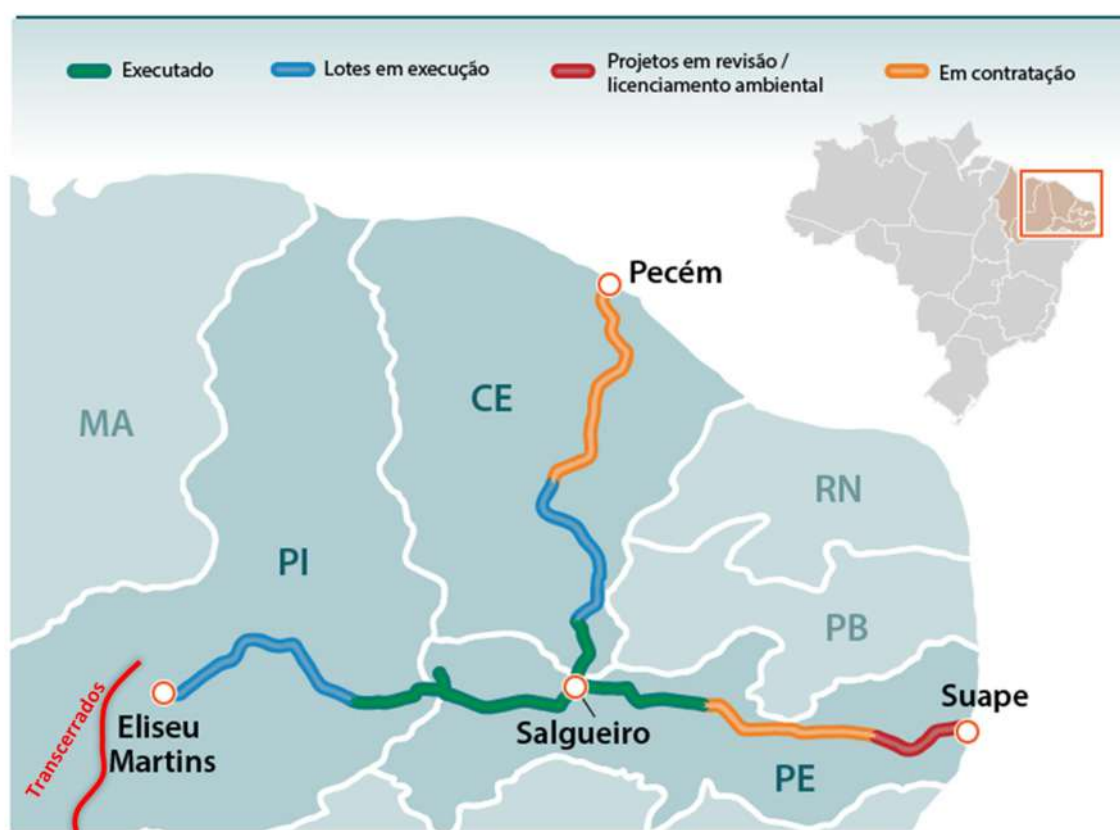 Executado
Lotes em execução
Projetos em revisão /
licenciamento ambiental
Em contratação
Pecém
CE
MA
RN
PI
PB
Suape
Eliseu
Martins
Salgueiro
PE
Transcerrados